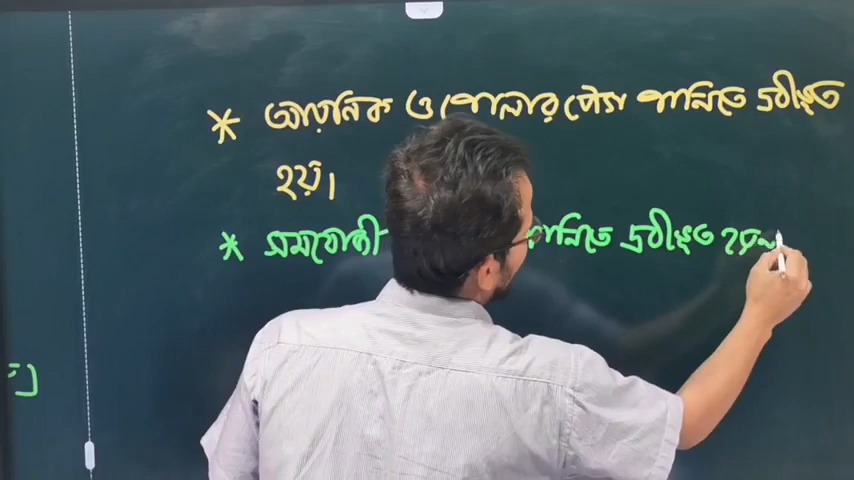 * আয়নিক ও পোলার যৌগ পানিতে দ্রবীভূত
হয়।
* সমযোজী পানিতে দ্রবীভূত হয়